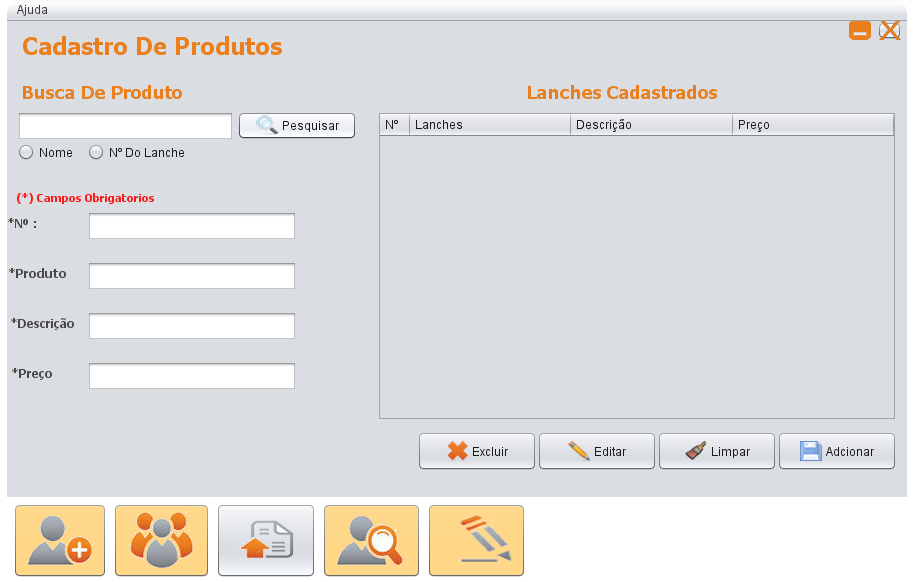 Ajuda
Cadastro De Produtos
Busca De Produto
Pesquisar
Nome
Nº Do Lanche
(*) Campos Obrigatorios
*Nº :
*Produto
*Descrição
*Preço
Lanches Cadastrados
Nº Lanches Descrição Preço
Excluir Editar Limpar Adcionar